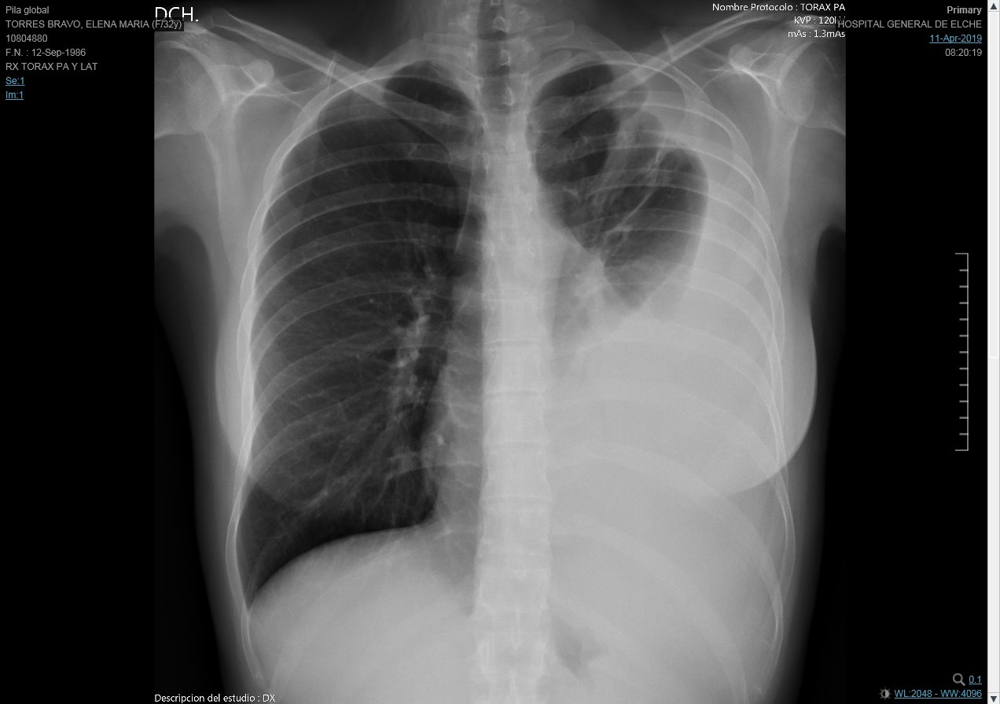 Pila global
TORRES BRAVO, ELENA MARIA (F/32y)
10804880
F.N. : 12-Sep-1986
RX TORAX PA Y LAT
Se:1
Im:1
DCH.
Nombre Protocolo : TORAX PA
KVP : 120kV
mAs : 1.3mAs
Primary
HOSPITAL GENERAL DE ELCHE
11-Apr-2019
08:20:19
Descripcion del estudio : DX
0.1
WL:2048 - WW:4096